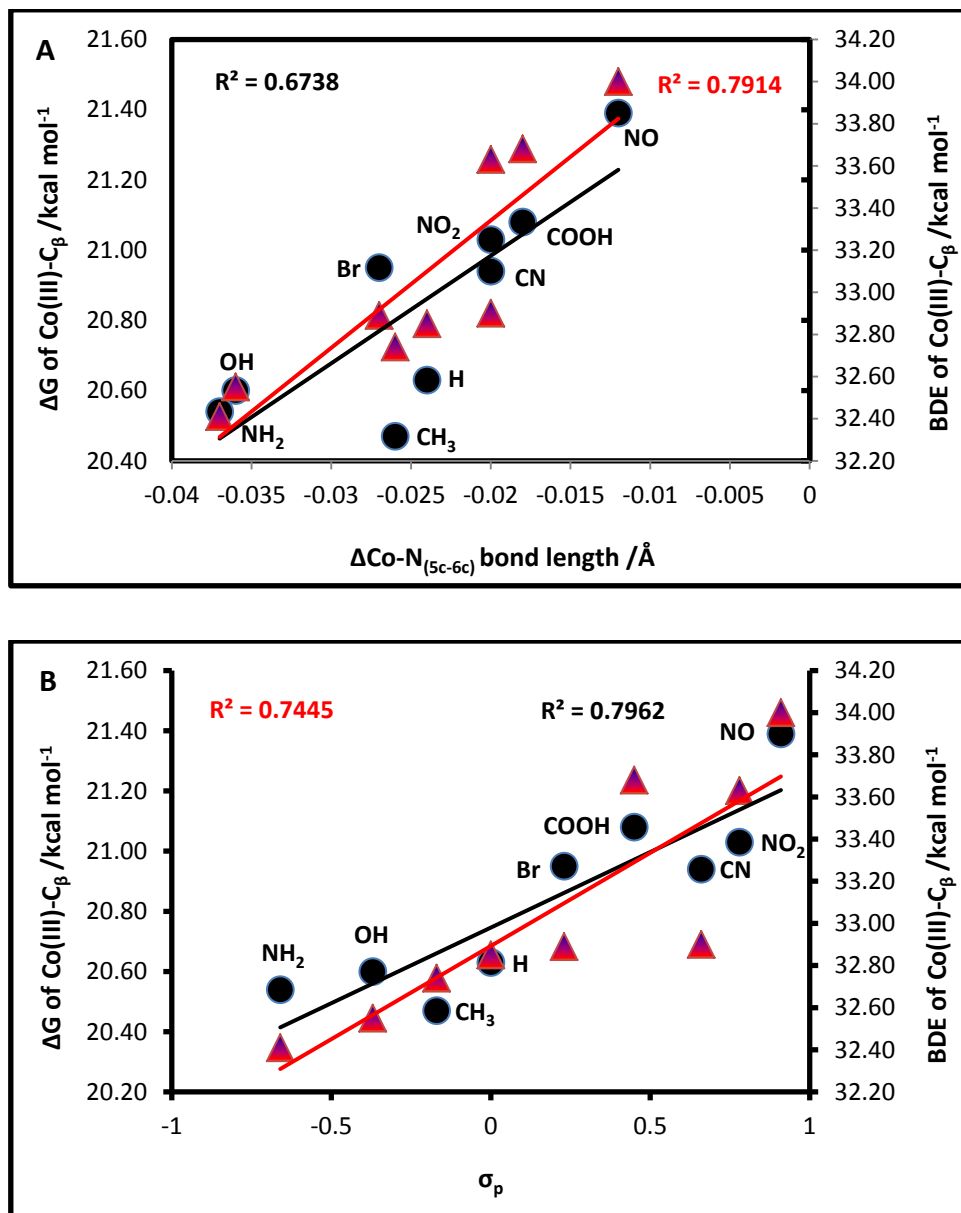 A
R² = 0.6738
R² = 0.7914
21.60
21.40
21.20
21.00
20.80
20.60
20.40
ΔG of Co(III)-Cβ /kcal mol-1
34.20
34.00
33.80
33.60
33.40
33.20
33.00
32.80
32.60
32.40
32.20
BDE of Co(III)-Cβ /kcal mol-1
NO
NO2
COOH
Br
CN
OH
H
NH2
CH3
-0.04 -0.035 -0.03 -0.025 -0.02 -0.015 -0.01 -0.005 0
ΔCo-N(5c-6c) bond length /Å
B
R² = 0.7445
R² = 0.7962
21.60
21.40
21.20
21.00
20.80
20.60
20.40
20.20
ΔG of Co(III)-Cβ /kcal mol-1
34.20
34.00
33.80
33.60
33.40
33.20
33.00
32.80
32.60
32.40
32.20
BDE of Co(III)-Cβ /kcal mol-1
NO
COOH
NO2
Br
CN
OH
NH2
H
CH3
-1 -0.5 0 0.5 1
σp